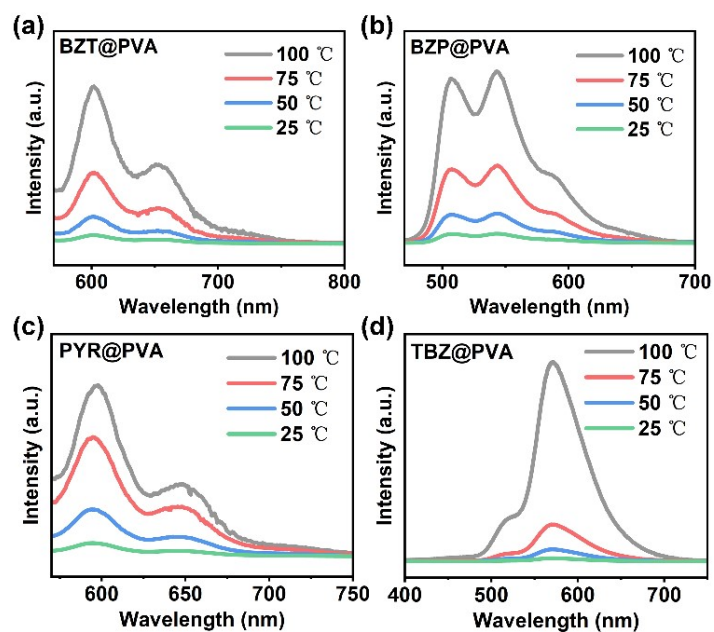 (a)
BZT@PVA
100 ℃
75 ℃
50 ℃
25 ℃
Intensity (a.u.)
600 700 800
Wavelength (nm)
(b)
BZP@PVA
100 ℃
75 ℃
50 ℃
25 ℃
Intensity (a.u.)
500 600 700
Wavelength (nm)
(c)
PYR@PVA
100 ℃
75 ℃
50 ℃
25 ℃
Intensity (a.u.)
600 650 700 750
Wavelength (nm)
(d)
TBZ@PVA
100 ℃
75 ℃
50 ℃
25 ℃
Intensity (a.u.)
400 500 600 700
Wavelength (nm)